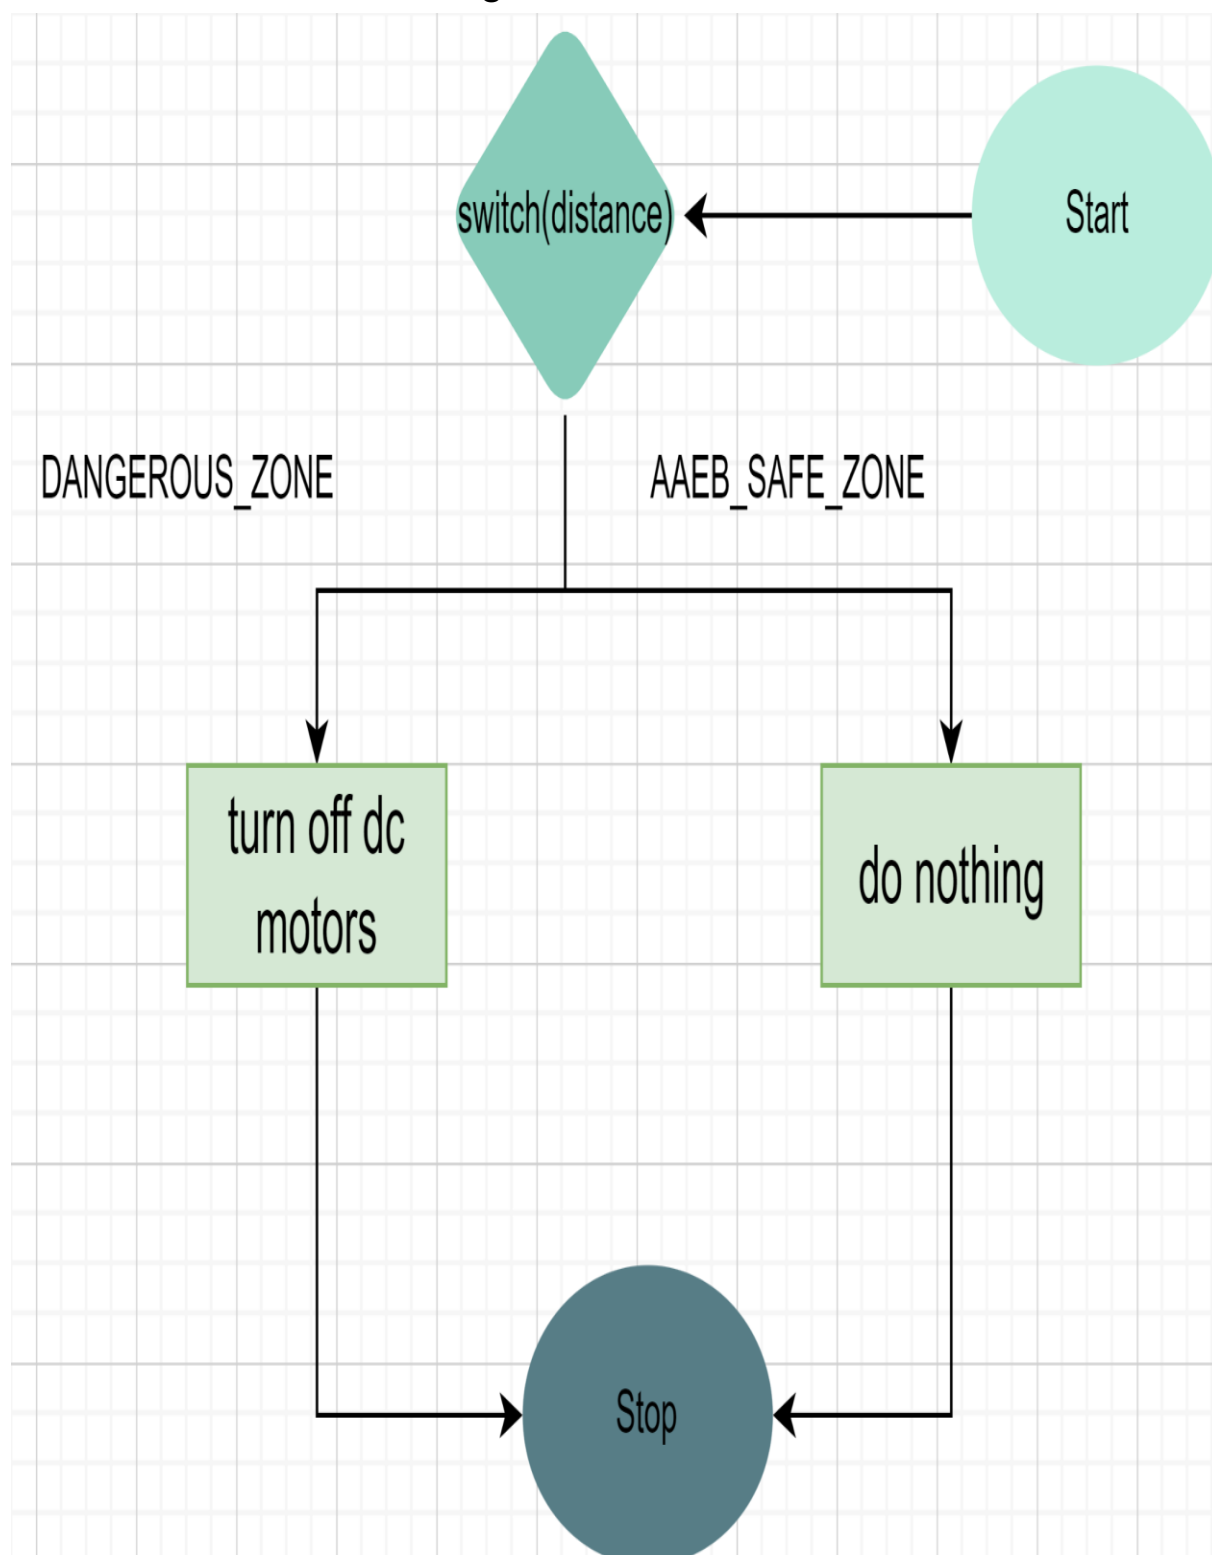 switch(distance)
Start
DANGEROUS_ZONE
AAEB_SAFE_ZONE
turn off dc
motors
do nothing
Stop